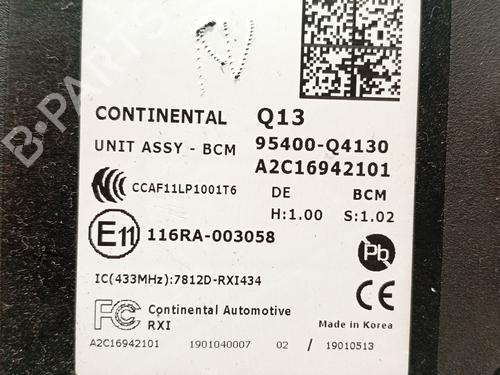 CONTINENTAL Q13
UNIT ASSY - BCM 95400-Q4130
A2C16942101
CCAF11LP1001T6 DE BCM
H:1.00 S:1.02
E11 116RA-003058
Pb
IC(433MHz):7812D-RXI434
CE
FC Continental Automotive
RXI Made in Korea
A2C16942101 1901040007 02 / 19010513